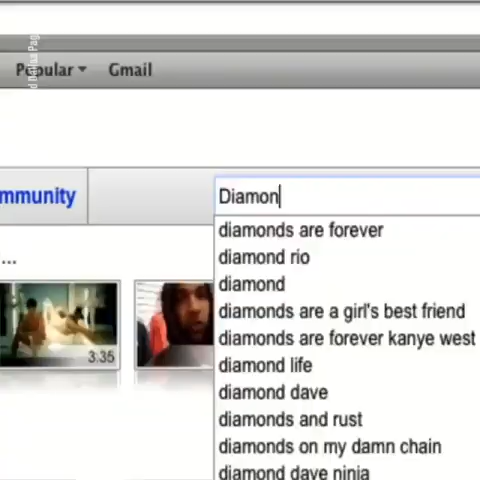 Popular Gmail
mmunity
Diamon
diamonds are forever
...
diamond rio
diamond
diamonds are a girl's best friend
diamonds are forever kanye west
3:35
diamond life
diamond dave
diamonds and rust
diamonds on my damn chain
diamond dave ninja